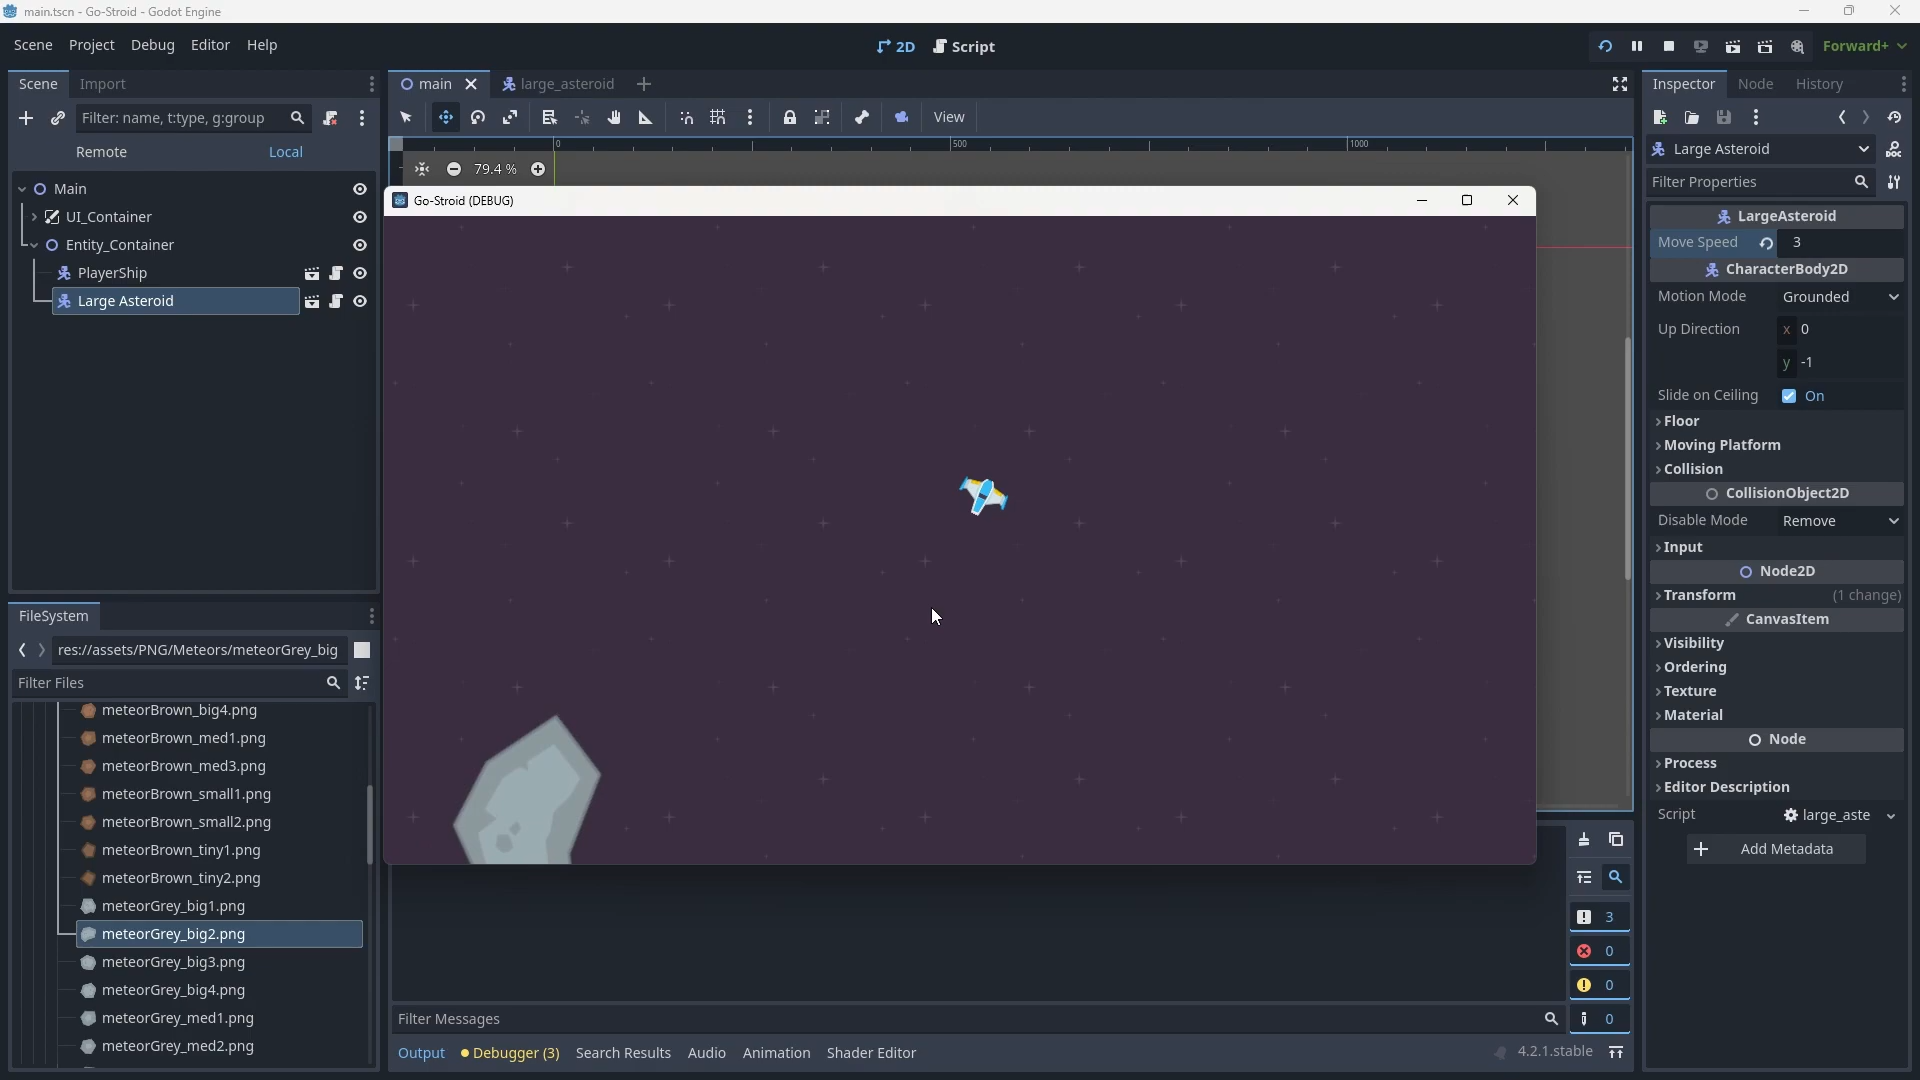 main.tscn - Go-Stroid - Godot Engine
Scene Project Debug Editor Help
2D Script
Forward+
Scene Import
Filter: name, t:type, g:group
Remote Local
Main
UI_Container
Entity_Container
PlayerShip
Large Asteroid
FileSystem
res://assets/PNG/Meteors/meteorGrey_big
Filter Files
meteorBrown_big4.png
meteorBrown_med1.png
meteorBrown_med3.png
meteorBrown_small1.png
meteorBrown_small2.png
meteorBrown_tiny1.png
meteorBrown_tiny2.png
meteorGrey_big1.png
meteorGrey_big2.png
meteorGrey_big3.png
meteorGrey_big4.png
meteorGrey_med1.png
meteorGrey_med2.png
main large_asteroid
View
0 500 1000
79.4 %
Go-Stroid (DEBUG)
3
0
0
0
Filter Messages
Output Debugger (3) Search Results Audio Animation Shader Editor
4.2.1.stable
Inspector Node History
Large Asteroid
DOC
Filter Properties
LargeAsteroid
Move Speed 3
CharacterBody2D
Motion Mode Grounded
Up Direction x 0
y -1
Slide on Ceiling On
Floor
Moving Platform
Collision
CollisionObject2D
Disable Mode Remove
Input
Node2D
Transform (1 change)
CanvasItem
Visibility
Ordering
Texture
Material
Node
Process
Editor Description
Script large_aste
Add Metadata